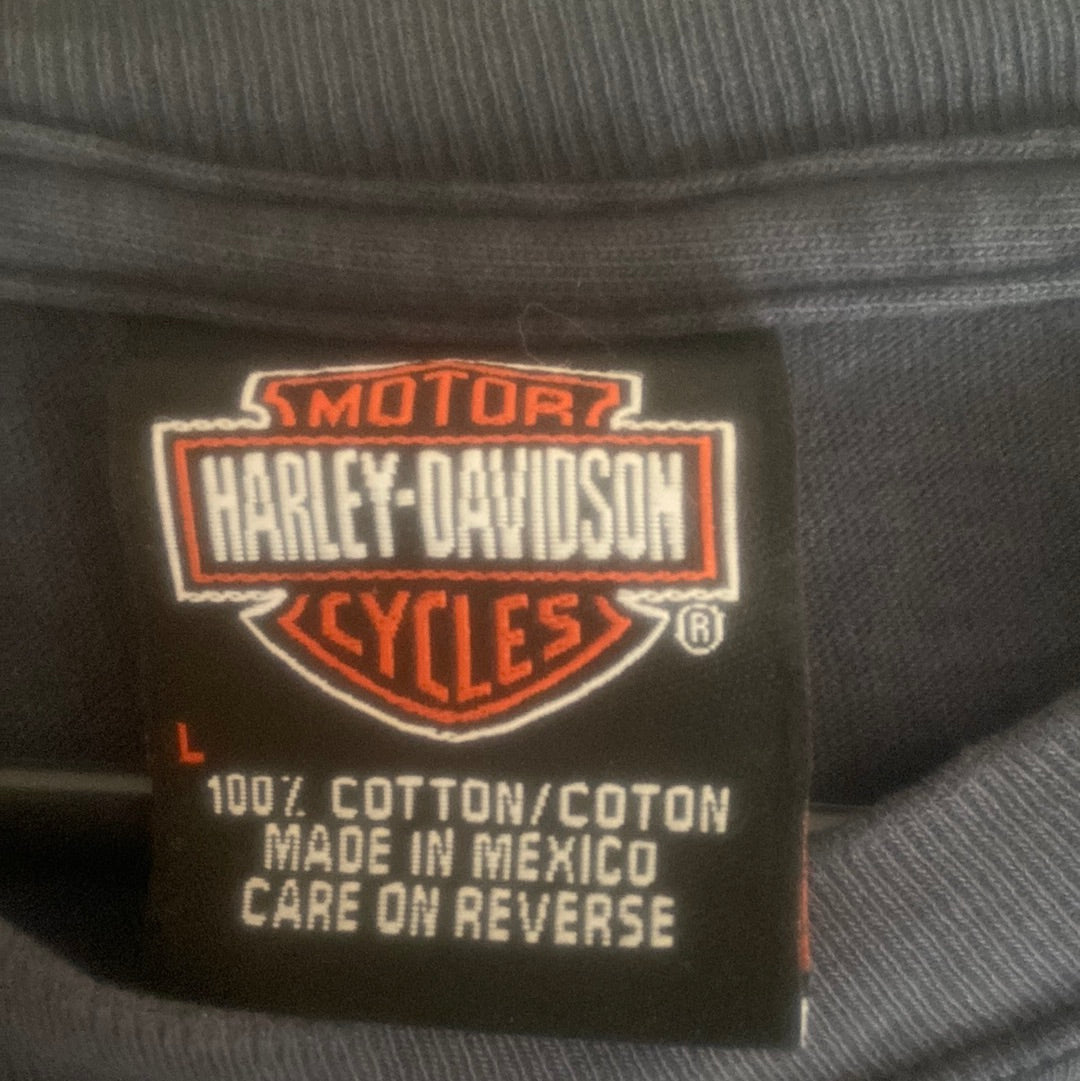 MOTOR
HARLEY-DAVIDSON
CYCLES
®
L
100% COTTON/COTON
MADE IN MEXICO
CARE ON REVERSE